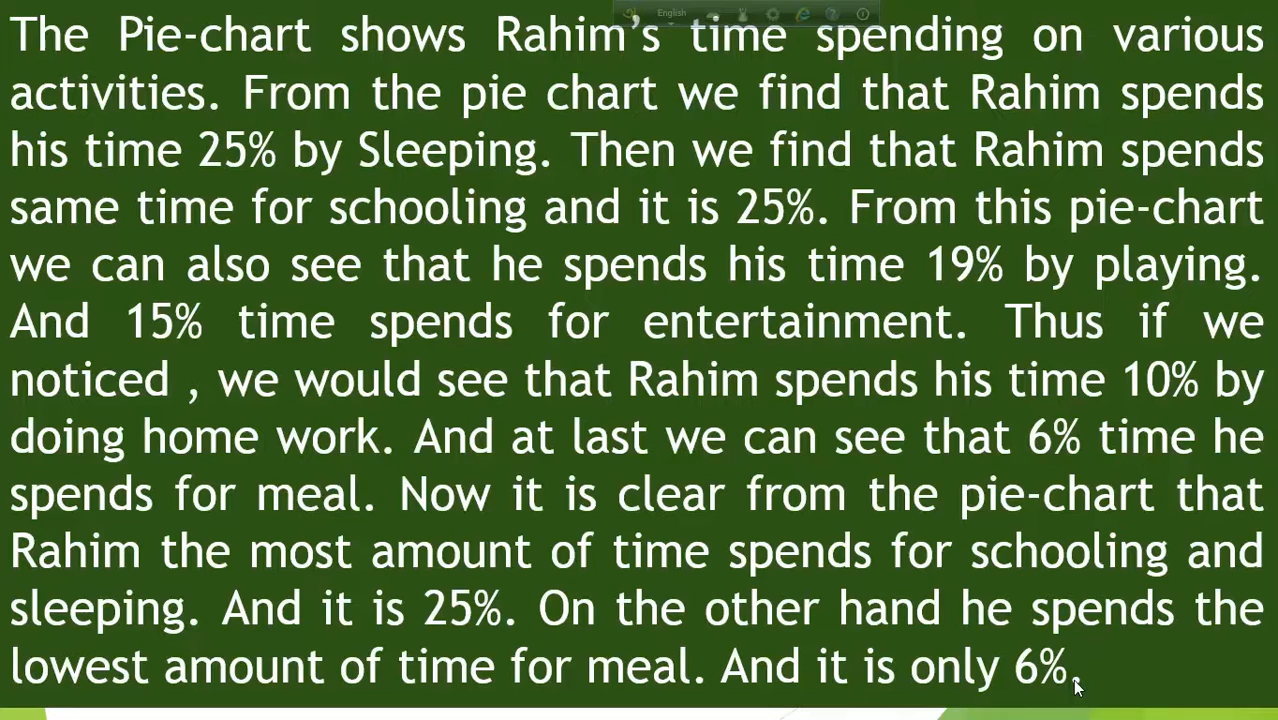 English
The Pie-chart shows Rahim's time spending on various
activities. From the pie chart we find that Rahim spends
his time 25% by Sleeping. Then we find that Rahim spends
same time for schooling and it is 25%. From this pie-chart
we can also see that he spends his time 19% by playing.
And 15% time spends for entertainment. Thus if we
noticed , we would see that Rahim spends his time 10% by
doing home work. And at last we can see that 6% time he
spends for meal. Now it is clear from the pie-chart that
Rahim the most amount of time spends for schooling and
sleeping. And it is 25%. On the other hand he spends the
lowest amount of time for meal. And it is only 6%.